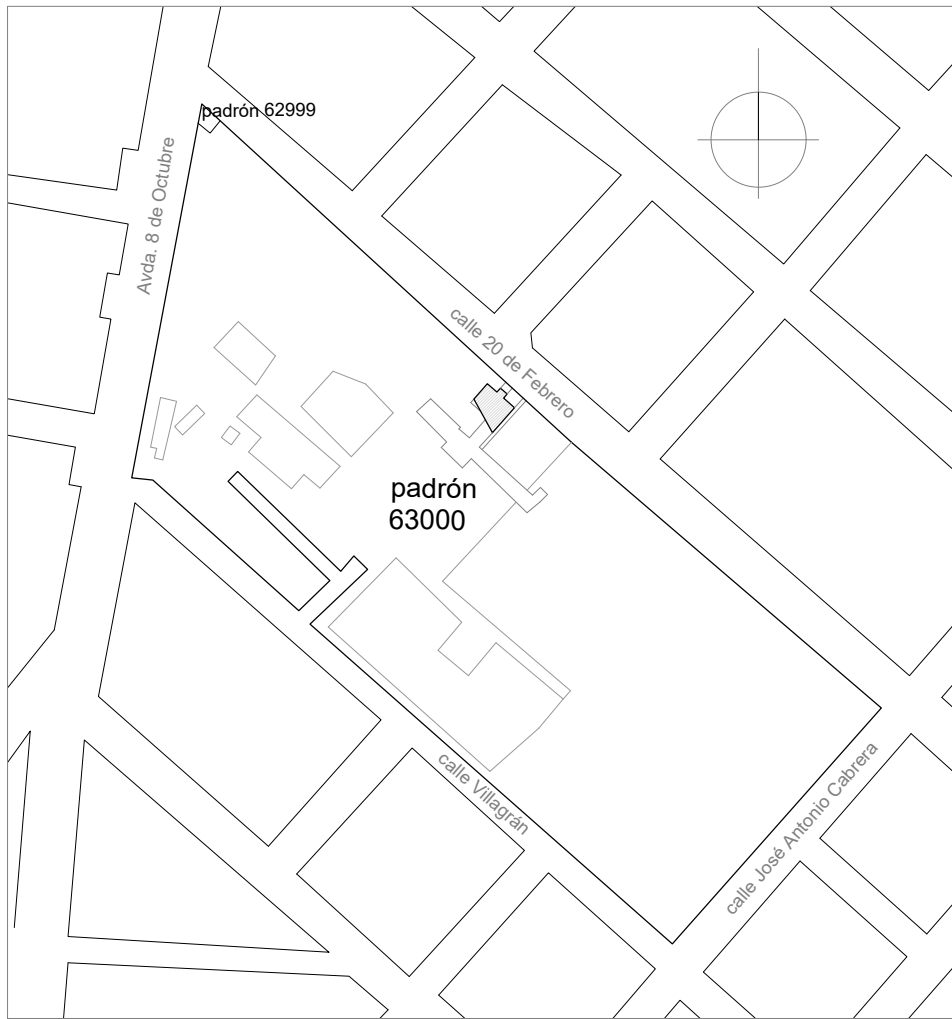 padrón 62999
Avda. 8 de Octubre
calle 20 de Febrero
padrón
63000
calle Villagrán
calle José Antonio Cabrera